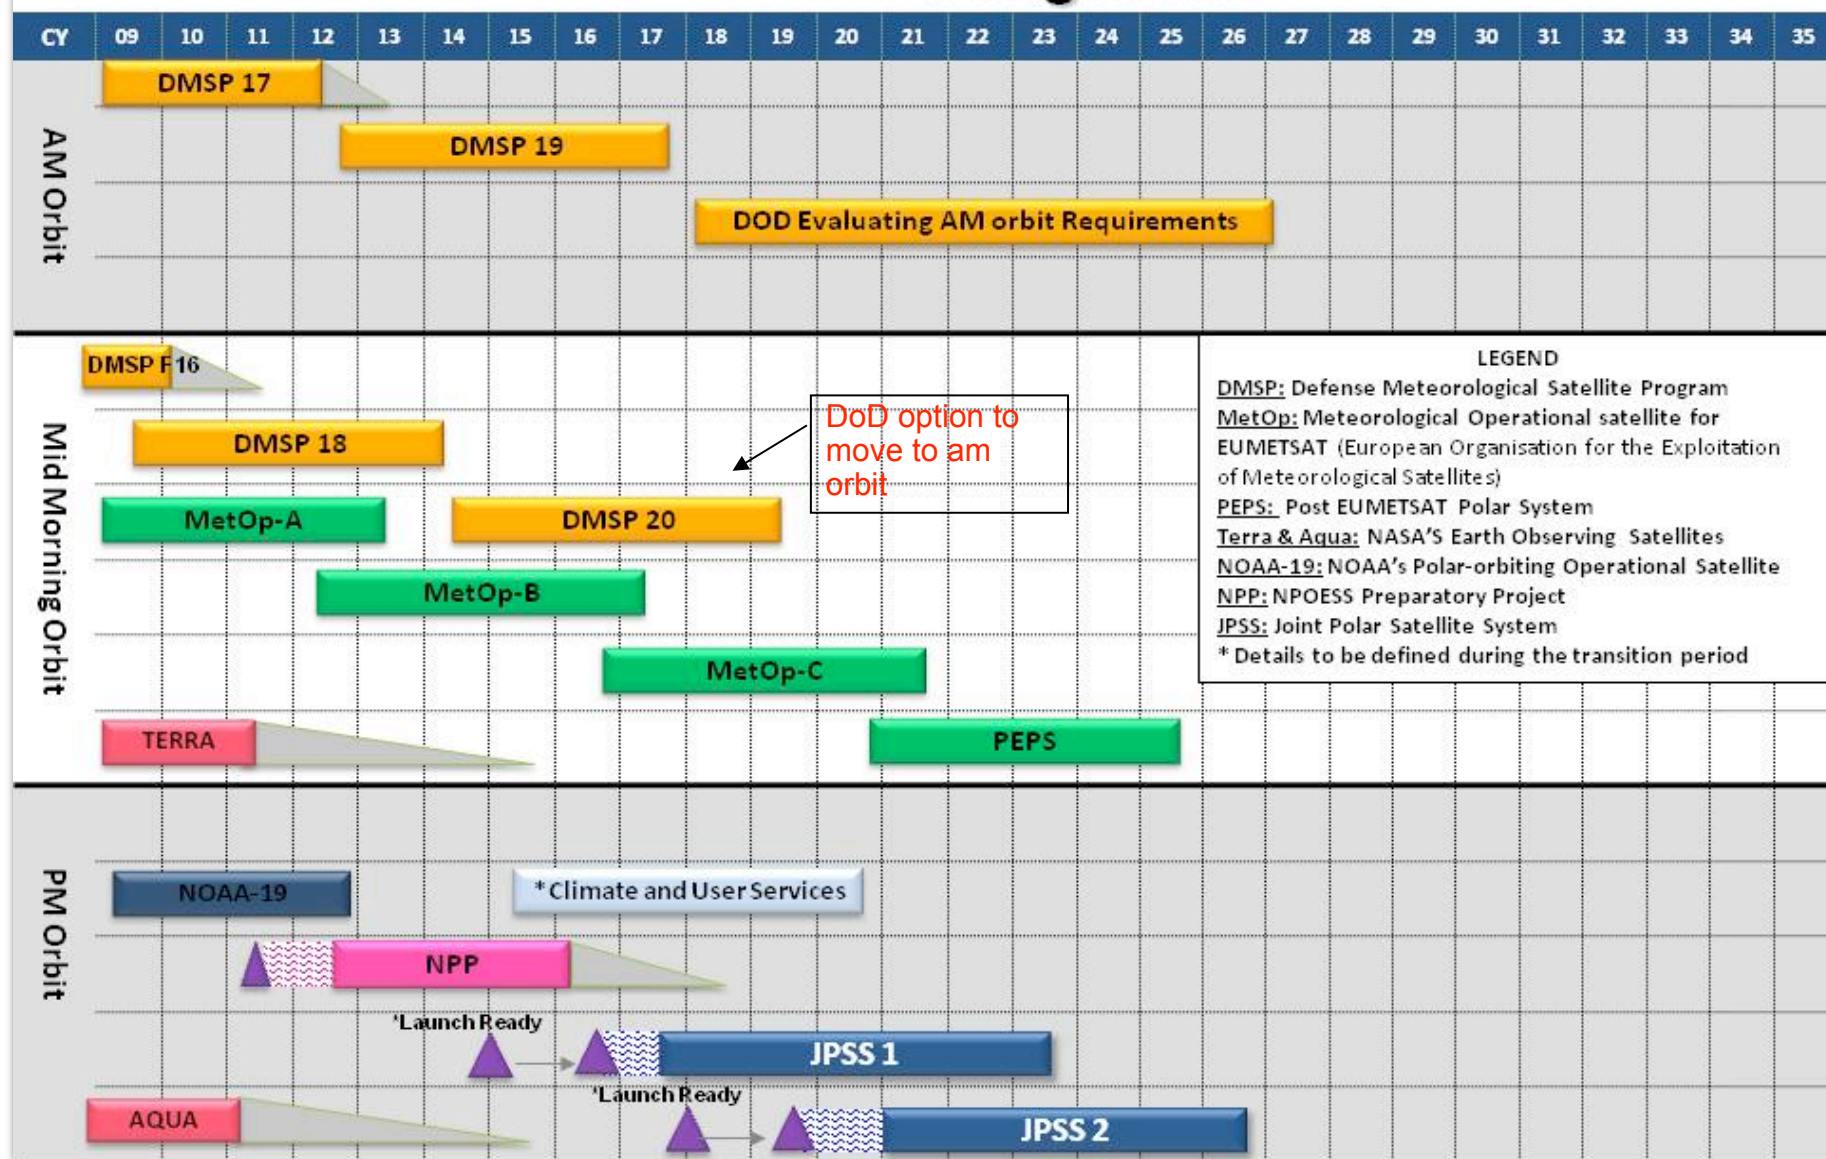 CY 09 10 11 12 13 14 15 16 17 18 19 20 21 22 23 24 25 26 27 28 29 30 31 32 33 34 35
AM Orbit
DMSP 17
DMSP 19
DOD Evaluating AM orbit Requirements
Mid Morning Orbit
DMSP F16
DMSP 18
DoD option to
move to am
orbit
MetOp-A
DMSP 20
MetOp-B
MetOp-C
TERRA
PEPS
LEGEND
DMSP: Defense Meteorological Satellite Program
MetOp: Meteorological Operational satellite for
EUMETSAT (European Organisation for the Exploitation
of Meteorological Satellites)
PEPS: Post EUMETSAT Polar System
Terra & Aqua: NASA'S Earth Observing Satellites
NOAA-19: NOAA's Polar-orbiting Operational Satellite
NPP: NPOESS Preparatory Project
JPSS: Joint Polar Satellite System
* Details to be defined during the transition period
PM Orbit
NOAA-19
*Climate and User Services
NPP
*Launch Ready
JPSS 1
*Launch Ready
AQUA
JPSS 2